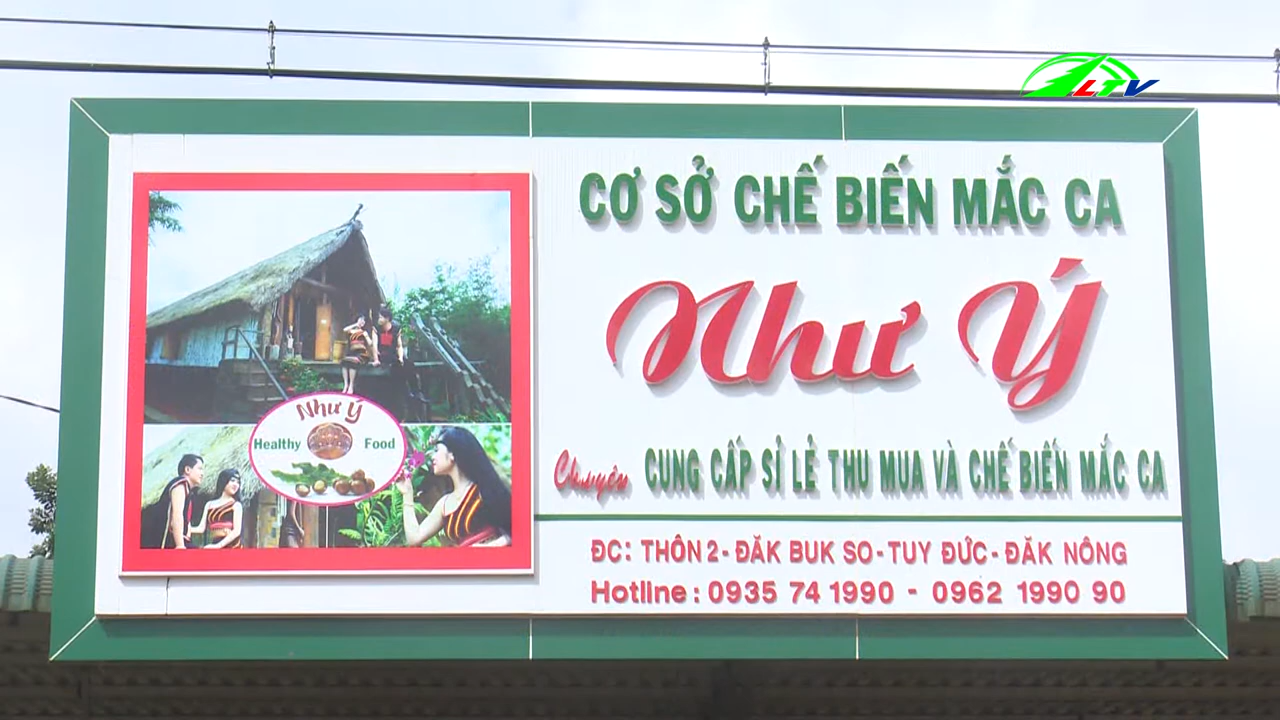 LTV
CƠ SỞ CHẾ BIẾN MẮC CA
Như Ý
Chuyên CUNG CẤP SỈ LẺ THU MUA VÀ CHẾ BIẾN MẮC CA
ĐC: THÔN 2 - ĐĂK BUK SO - TUY ĐỨC - ĐĂK NÔNG
Hotline : 0935 74 1990 - 0962 1990 90
Như Ý
Healthy Food